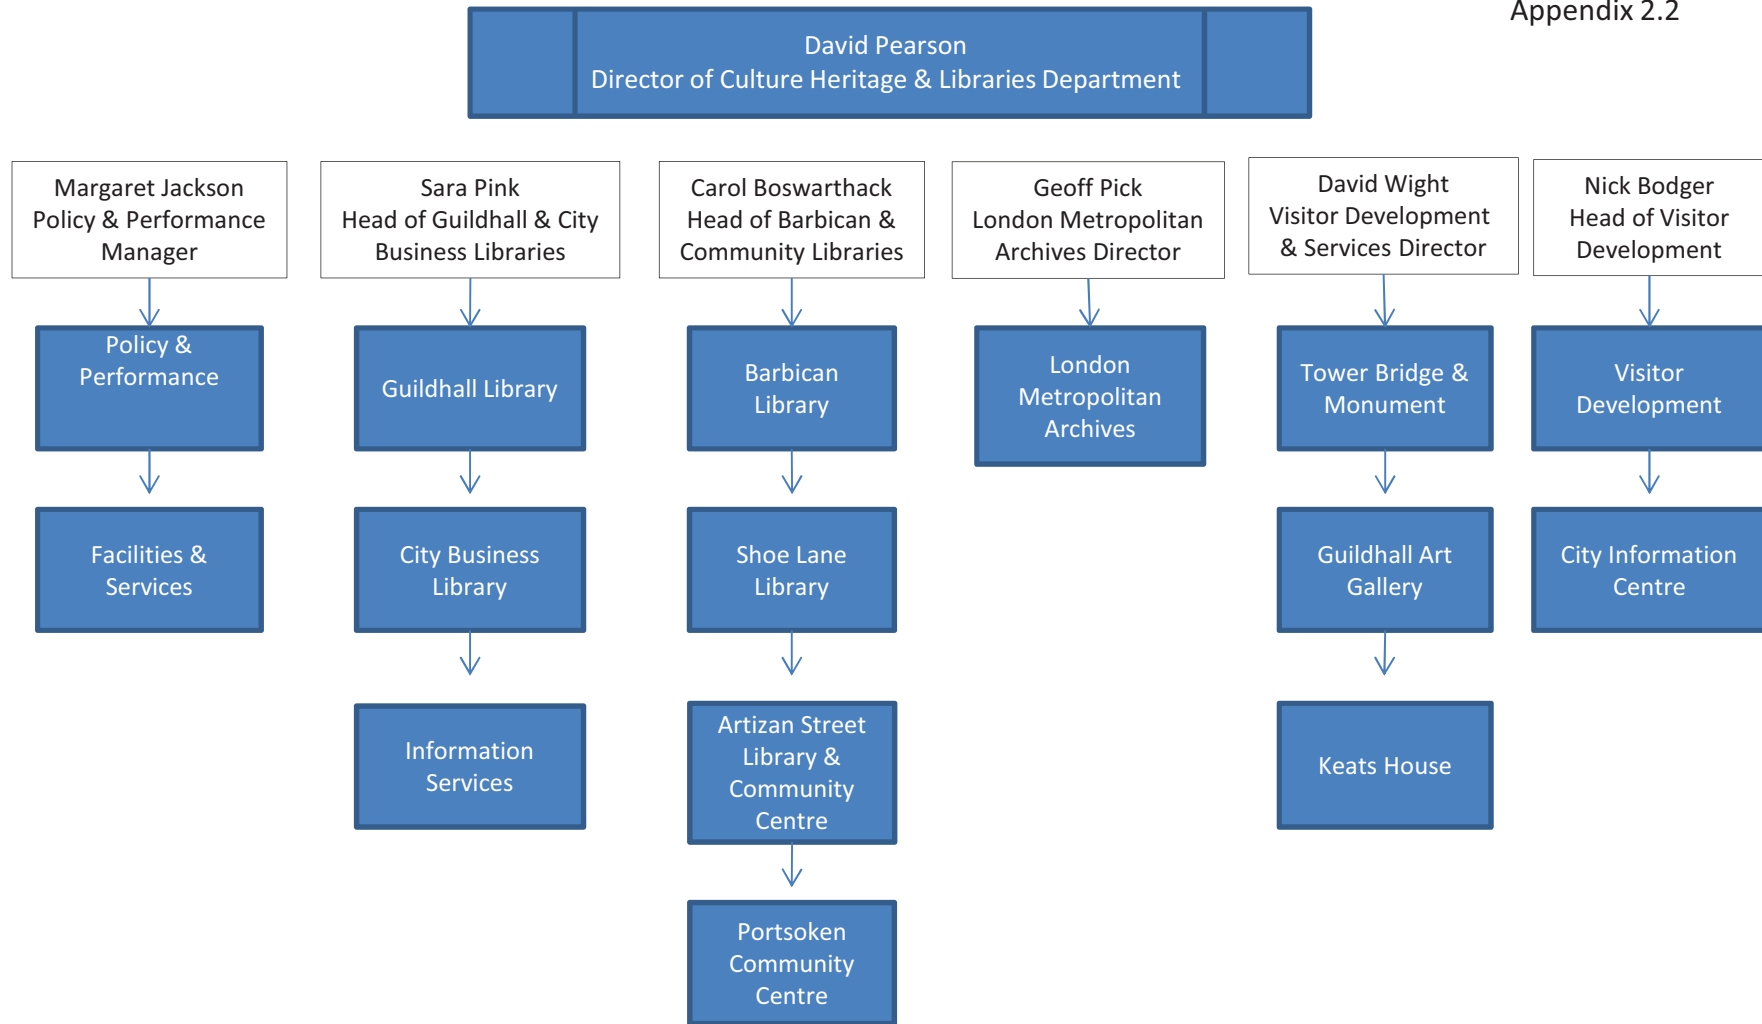 Appendix 2.2
David Pearson
Director of Culture Heritage & Libraries Department
Margaret Jackson
Policy & Performance
Manager
Sara Pink
Head of Guildhall & City
Business Libraries
Carol Boswarthack
Head of Barbican &
Community Libraries
Geoff Pick
London Metropolitan
Archives Director
David Wight
Visitor Development
& Services Director
Nick Bodger
Head of Visitor
Development
Policy &
Performance
Guildhall Library
Barbican
Library
London
Metropolitan
Archives
Tower Bridge &
Monument
Visitor
Development
Facilities &
Services
City Business
Library
Shoe Lane
Library
Guildhall Art
Gallery
City Information
Centre
Information
Services
Artizan Street
Library &
Community
Centre
Keats House
Portsoken
Community
Centre